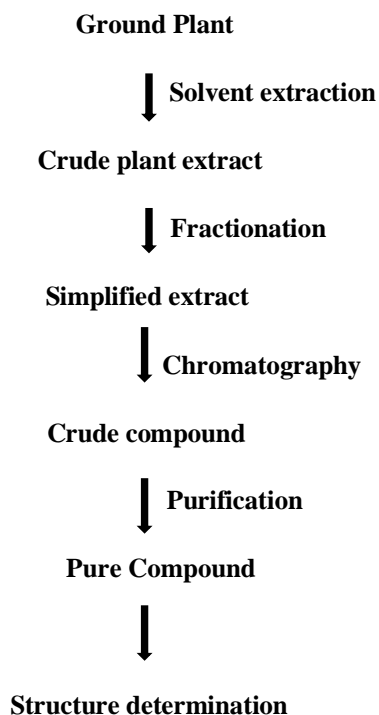 Ground Plant
Solvent extraction
Crude plant extract
Fractionation
Simplified extract
Chromatography
Crude compound
Purification
Pure Compound
Structure determination